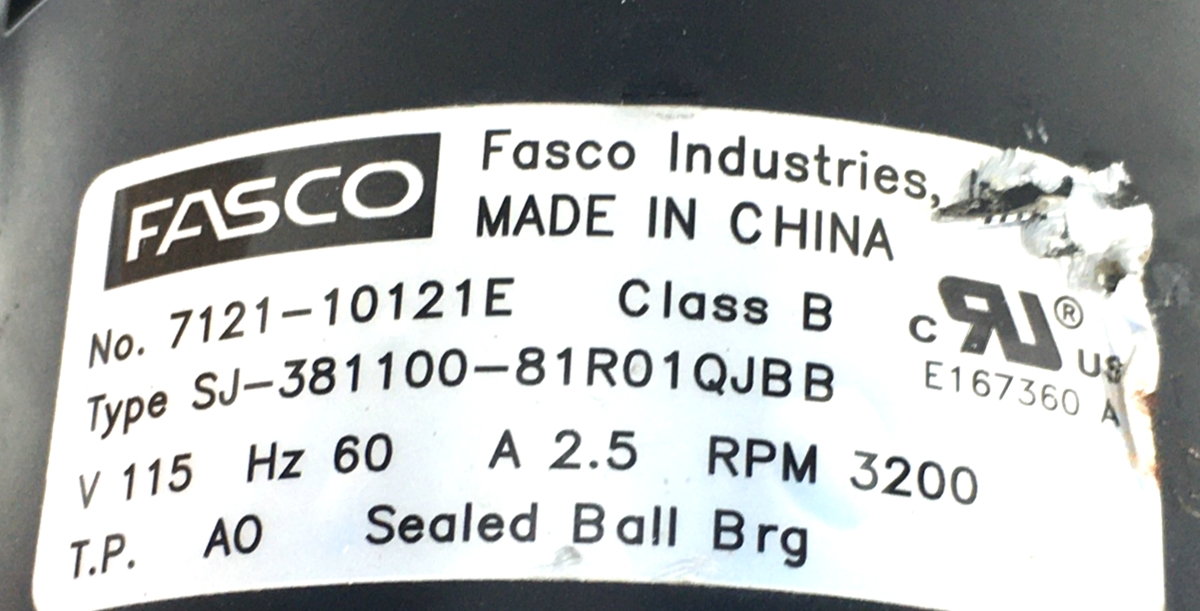 FASCO
Fasco Industries,
MADE IN CHINA
No. 7121-10121E Class B
c RU® US
Type SJ-381100-81R01QJBB
E167360 A
V 115 Hz 60 A 2.5 RPM 3200
T.P. AO Sealed Ball Brg